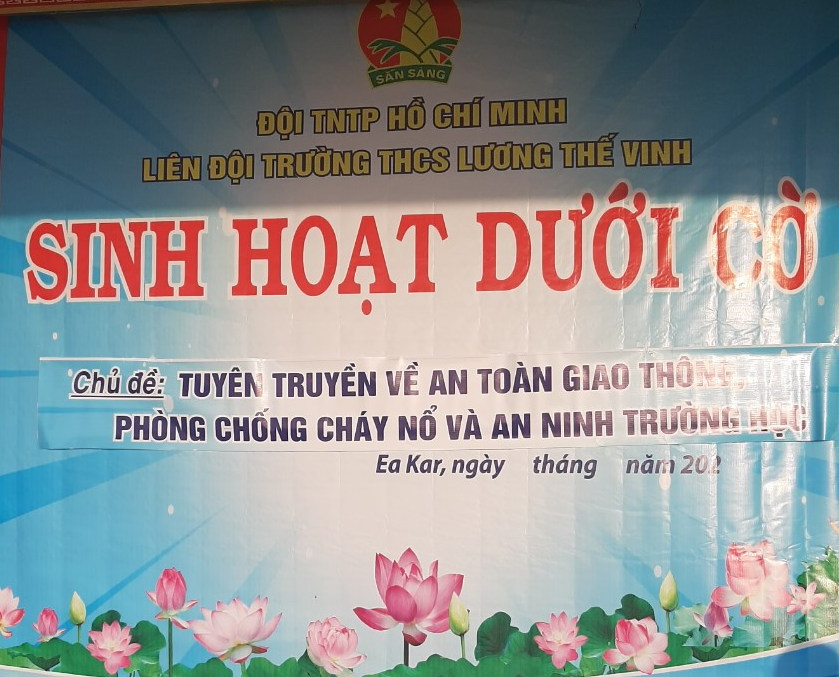 SẴN SÀNG
ĐỘI TNTP HỒ CHÍ MINH
LIÊN ĐỘI TRƯỜNG THCS LƯƠNG THẾ VINH
SINH HOẠT DƯỚI CỜ
Chủ đề: TUYÊN TRUYỀN VỀ AN TOÀN GIAO THÔNG,
PHÒNG CHỐNG CHÁY NỔ VÀ AN NINH TRƯỜNG HỌC
Ea Kar, ngày tháng năm 202